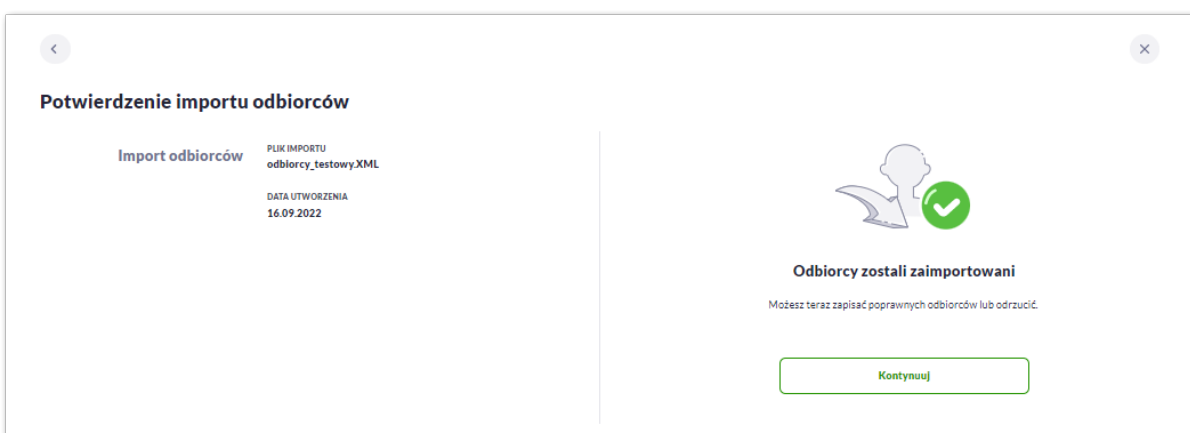 Potwierdzenie importu odbiorców
Import odbiorców
PLIK IMPORTU
odbiorcy_testowy.XML
DATA UTWORZENIA
16.09.2022
Odbiorcy zostali zaimportowani
Możesz teraz zapisać poprawnych odbiorców lub odrzucić.
Kontynuuj